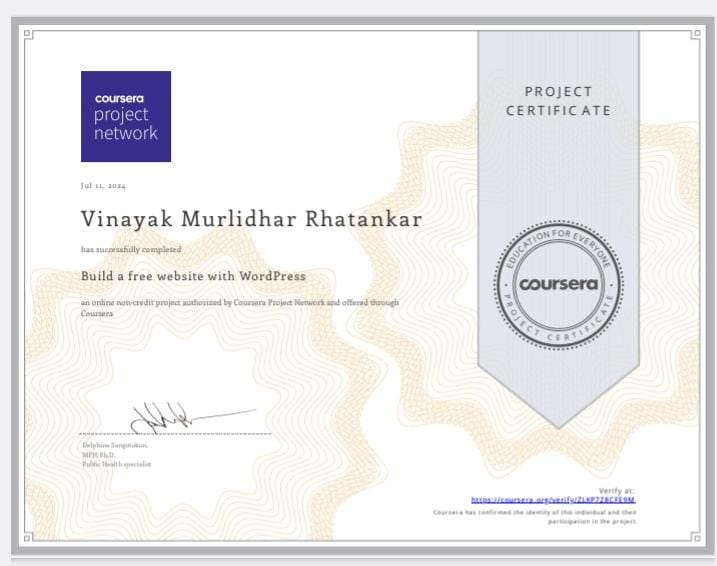 coursera
project
network
PROJECT
CERTIFICATE
Jul 11, 2024
Vinayak Murlidhar Rhatankar
has successfully completed
Build a free website with WordPress
an online non-credit project authorized by Coursera Project Network and offered through
Coursera
EDUCATION FOR EVERYONE
coursera
PROJECT CERTIFICATE
Delphine Sangotokun,
MPH, Ph.D.
Public Health specialist
Verify at:
https://coursera.org/verify/ZLKP7Z8CFE9M
Coursera has confirmed the identity of this individual and their
participation in the project.